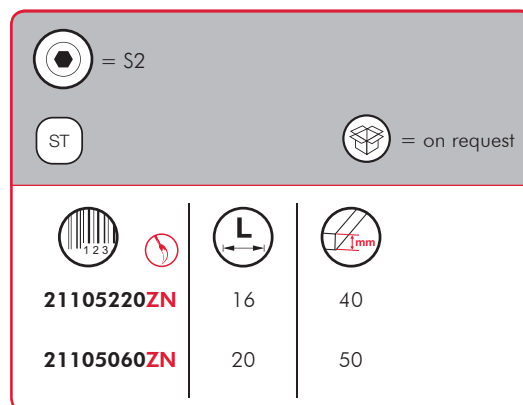 = S2
ST
= on request
123
L
mm
21105220ZN 16 40
21105060ZN 20 50